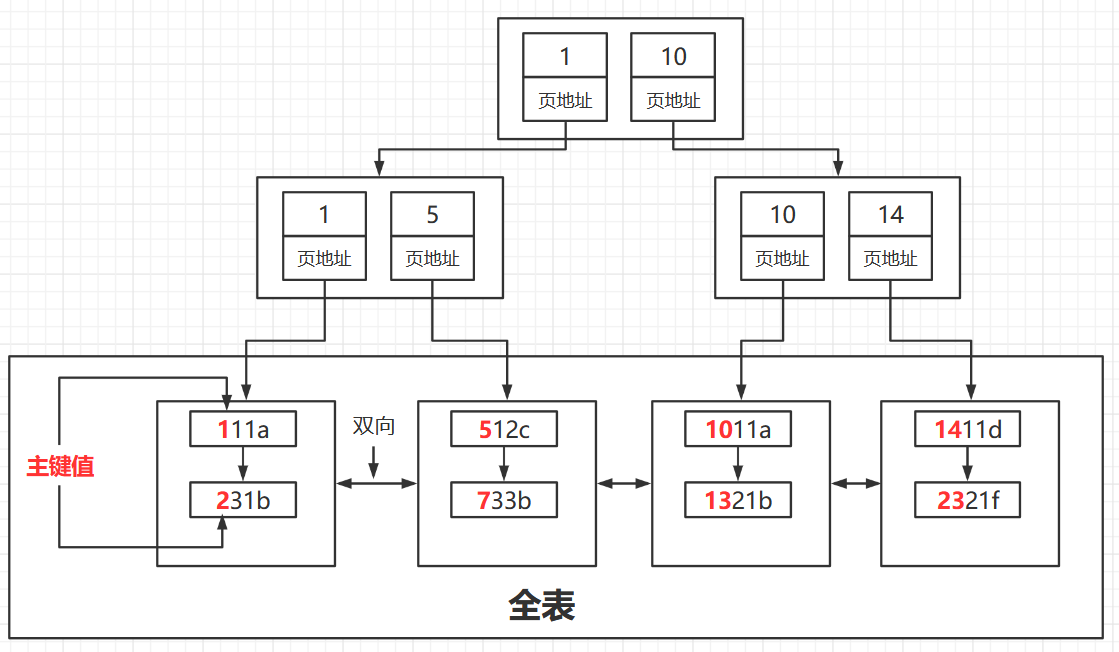 1 10
页地址 页地址
1 5 10 14
页地址 页地址 页地址 页地址
111a 双向 512c 1011a 1411d
主键值
231b 733b 1321b 2321f
全表